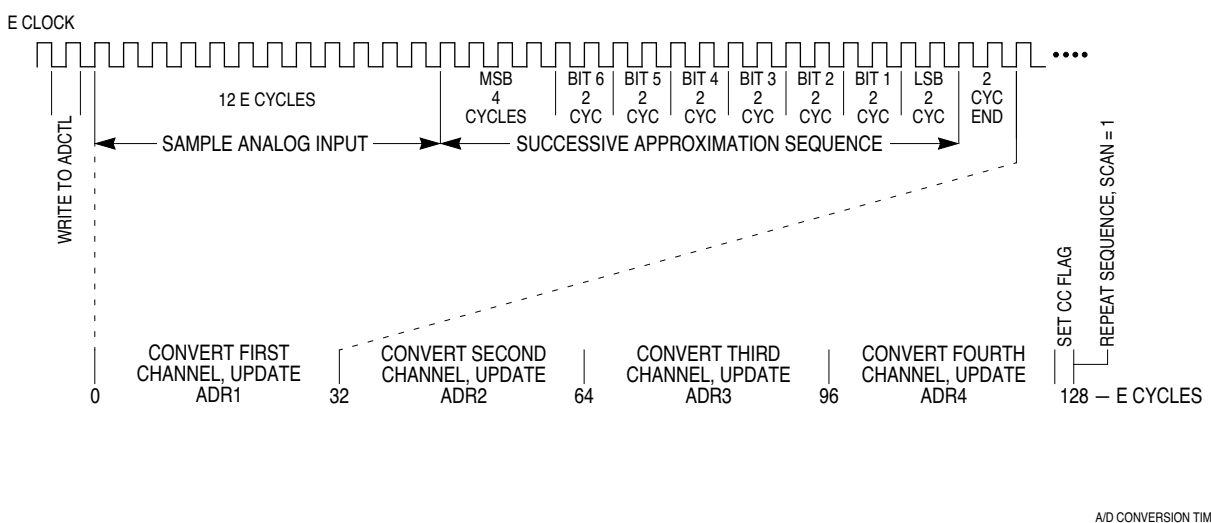 E CLOCK
MSB
4
CYCLES
BIT 6
2
CYC
BIT 5
2
CYC
BIT 4
2
CYC
BIT 3
2
CYC
BIT 2
2
CYC
BIT 1
2
CYC
LSB
2
CYC
2
CYC
END
12 E CYCLES
WRITE TO ADCTL
SAMPLE ANALOG INPUT
SUCCESSIVE APPROXIMATION SEQUENCE
SET CC FLAG
REPEAT SEQUENCE, SCAN = 1
CONVERT FIRST
CHANNEL, UPDATE
ADR1
CONVERT SECOND
CHANNEL, UPDATE
ADR2
CONVERT THIRD
CHANNEL, UPDATE
ADR3
CONVERT FOURTH
CHANNEL, UPDATE
ADR4
0
32
64
96
128 — E CYCLES
A/D CONVERSION TIM